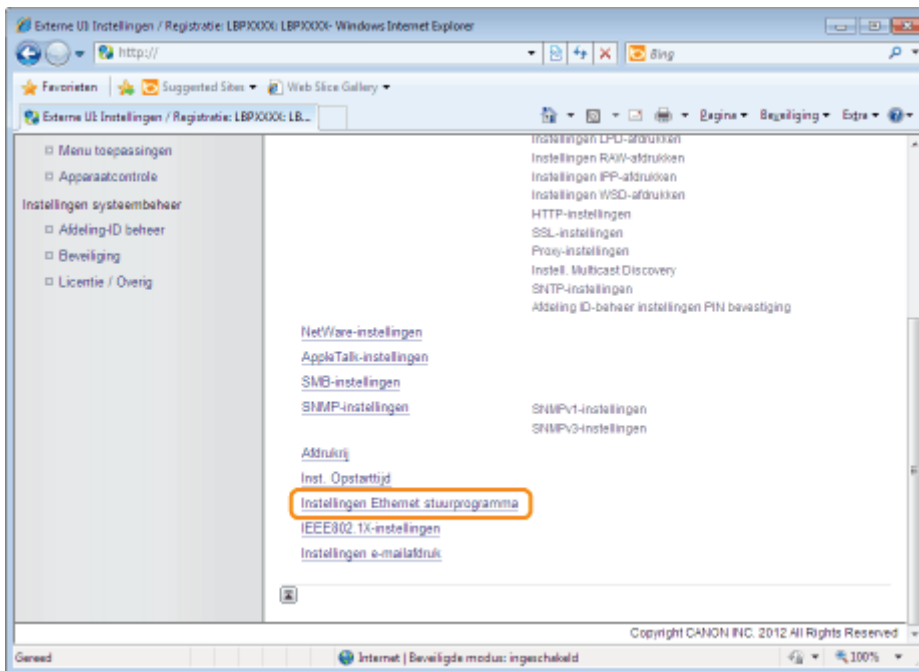 Externe UI: Instellingen / Registratie: LBPXXXX: LBPXXXX- Windows Internet Explorer
http://
Bing
Favorieten
Suggested Sites
Web Slice Gallery
Externe UI: Instellingen / Registratie: LBPXXXX: LB...
Pagina
Beveiliging
Extra
Menu toepassingen
Apparaatcontrole
Instellingen systeembeheer
Afdeling-ID beheer
Beveiliging
Licentie / Overig
Instellingen LPD-afdrukken
Instellingen RAW-afdrukken
Instellingen IPP-afdrukken
Instellingen WSD-afdrukken
HTTP-instellingen
SSL-instellingen
Proxy-instellingen
Instell. Multicast Discovery
SNTP-instellingen
Afdeling ID-beheer instellingen PIN bevestiging
NetWare-instellingen
AppleTalk-instellingen
SMB-instellingen
SNMP-instellingen
SNMPv1-instellingen
SNMPv3-instellingen
Afdrukrij
Inst. Opstarttijd
Instellingen Ethernet stuurprogramma
IEEE802.1X-instellingen
Instellingen e-mailafdruk
Copyright CANON INC. 2012 All Rights Reserved
Gereed
Internet | Beveiligde modus: ingeschakeld
100%